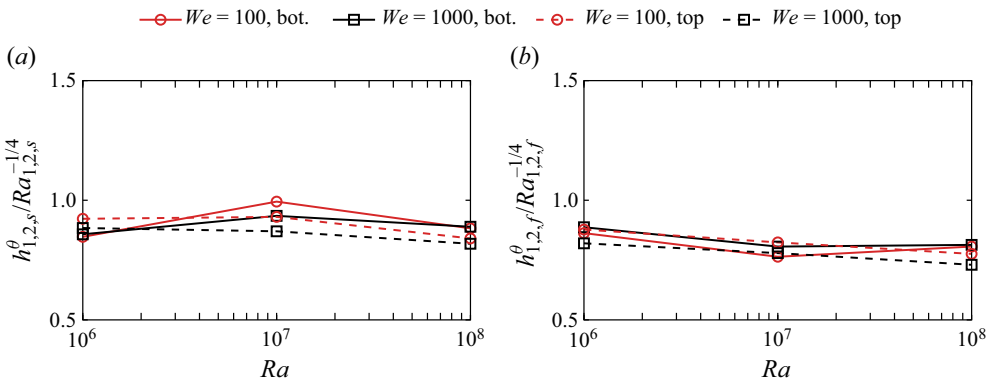 We = 100, bot. We = 1000, bot. We = 100, top We = 1000, top
(a) (b)
1.5 1.5
1.0 1.0
0.5 0.5
h^θ_{1,2,s}/Ra^{−1/4}_{1,2,s} h^θ_{1,2,f}/Ra^{−1/4}_{1,2,f}
10^6 10^7 10^8 10^6 10^7 10^8
Ra Ra